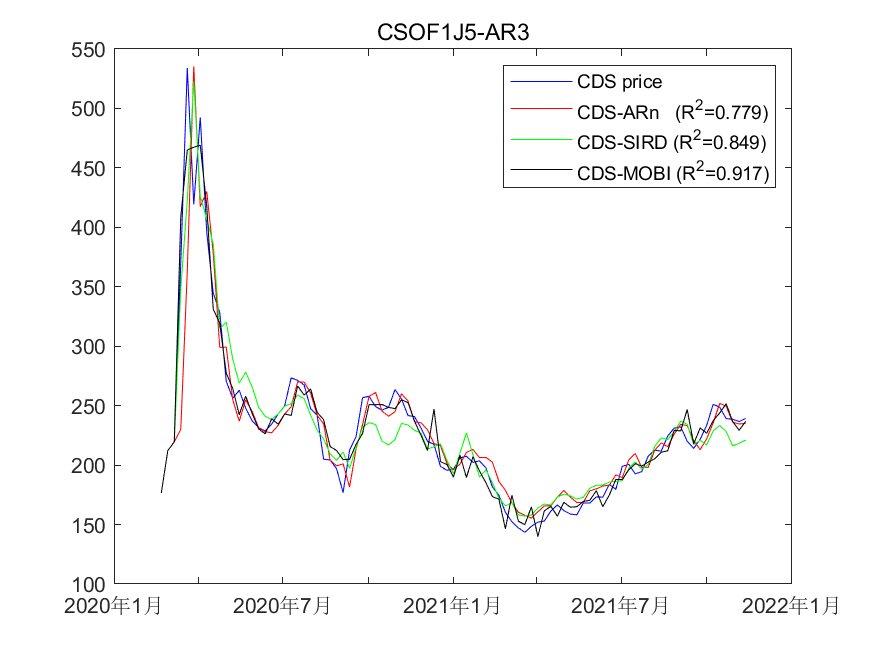 CSOF1J5-AR3
550
500
450
400
350
300
250
200
150
100
CDS price
CDS-ARn (R²=0.779)
CDS-SIRD (R²=0.849)
CDS-MOBI (R²=0.917)
2020年1月
2020年7月
2021年1月
2021年7月
2022年1月